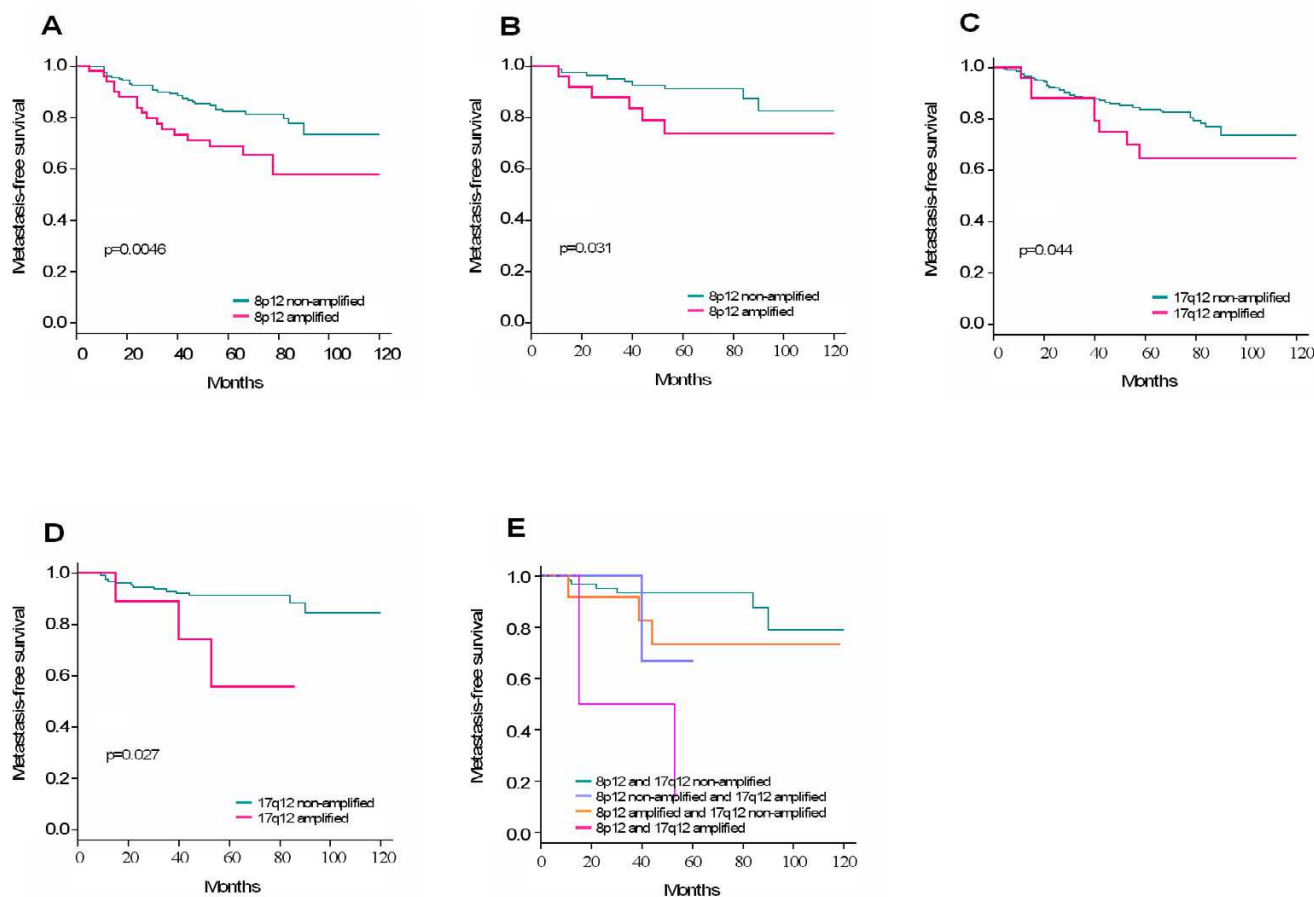 A
Metastasis-free survival
1.0
0.8
0.6
0.4
0.2
0.0
p=0.0046
8p12 non-amplified
8p12 amplified
0 20 40 60 80 100 120
Months
B
Metastasis-free survival
1.0
0.8
0.6
0.4
0.2
0.0
p=0.031
8p12 non-amplified
8p12 amplified
0 20 40 60 80 100 120
Months
C
Metastasis-free survival
1.0
0.8
0.6
0.4
0.2
0.0
p=0.044
17q12 non-amplified
17q12 amplified
0 20 40 60 80 100 120
Months
D
Metastasis-free survival
1.0
0.8
0.6
0.4
0.2
0.0
p=0.027
17q12 non-amplified
17q12 amplified
0 20 40 60 80 100 120
Months
E
Metastasis-free survival
1.0
0.8
0.6
0.4
0.2
0.0
8p12 and 17q12 non-amplified
8p12 non-amplified and 17q12 amplified
8p12 amplified and 17q12 non-amplified
8p12 and 17q12 amplified
0 20 40 60 80 100 120
Months